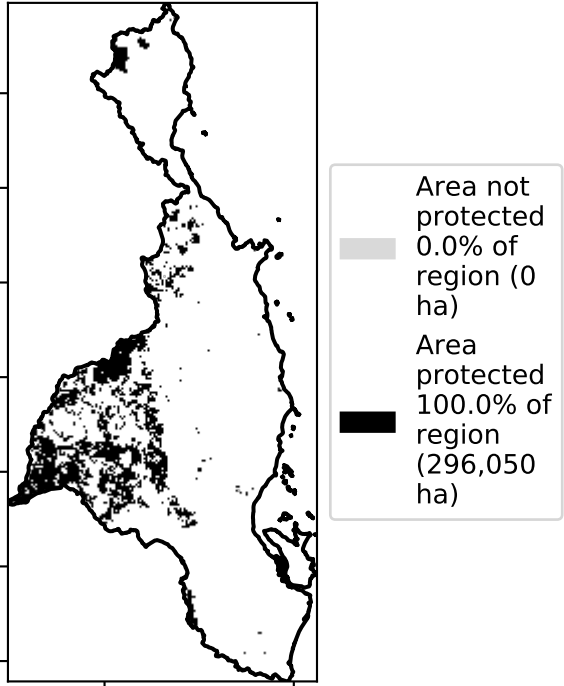 Area not
protected
0.0% of
region (0
ha)
Area
protected
100.0% of
region
(296,050
ha)